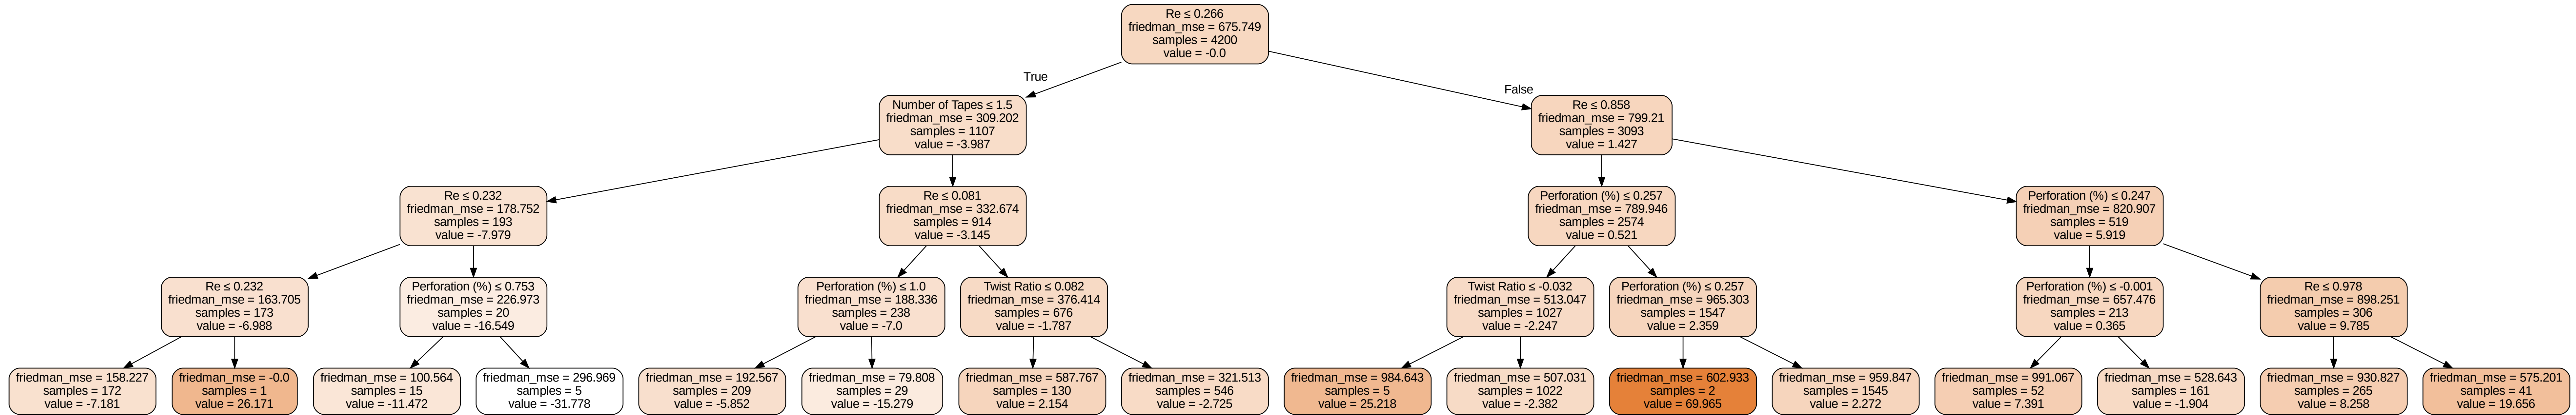 Re ≤ 0.266
friedman_mse = 675.749
samples = 4200
value = -0.0
True
False
Number of Tapes ≤ 1.5
friedman_mse = 309.202
samples = 1107
value = -3.987
Re ≤ 0.858
friedman_mse = 799.21
samples = 3093
value = 1.427
Re ≤ 0.232
friedman_mse = 178.752
samples = 193
value = -7.979
Re ≤ 0.081
friedman_mse = 332.674
samples = 914
value = -3.145
Perforation (%) ≤ 0.257
friedman_mse = 789.946
samples = 2574
value = 0.521
Perforation (%) ≤ 0.247
friedman_mse = 820.907
samples = 519
value = 5.919
Re ≤ 0.232
friedman_mse = 163.705
samples = 173
value = -6.988
Perforation (%) ≤ 0.753
friedman_mse = 226.973
samples = 20
value = -16.549
Perforation (%) ≤ 1.0
friedman_mse = 188.336
samples = 238
value = -7.0
Twist Ratio ≤ 0.082
friedman_mse = 376.414
samples = 676
value = -1.787
Twist Ratio ≤ -0.032
friedman_mse = 513.047
samples = 1027
value = -2.247
Perforation (%) ≤ 0.257
friedman_mse = 965.303
samples = 1547
value = 2.359
Perforation (%) ≤ -0.001
friedman_mse = 657.476
samples = 213
value = 0.365
Re ≤ 0.978
friedman_mse = 898.251
samples = 306
value = 9.785
friedman_mse = 158.227
samples = 172
value = -7.181
friedman_mse = -0.0
samples = 1
value = 26.171
friedman_mse = 100.564
samples = 15
value = -11.472
friedman_mse = 296.969
samples = 5
value = -31.778
friedman_mse = 192.567
samples = 209
value = -5.852
friedman_mse = 79.808
samples = 29
value = -15.279
friedman_mse = 587.767
samples = 130
value = 2.154
friedman_mse = 321.513
samples = 546
value = -2.725
friedman_mse = 984.643
samples = 5
value = 25.218
friedman_mse = 507.031
samples = 1022
value = -2.382
friedman_mse = 602.933
samples = 2
value = 69.965
friedman_mse = 959.847
samples = 1545
value = 2.272
friedman_mse = 991.067
samples = 52
value = 7.391
friedman_mse = 528.643
samples = 161
value = -1.904
friedman_mse = 930.827
samples = 265
value = 8.258
friedman_mse = 575.201
samples = 41
value = 19.656